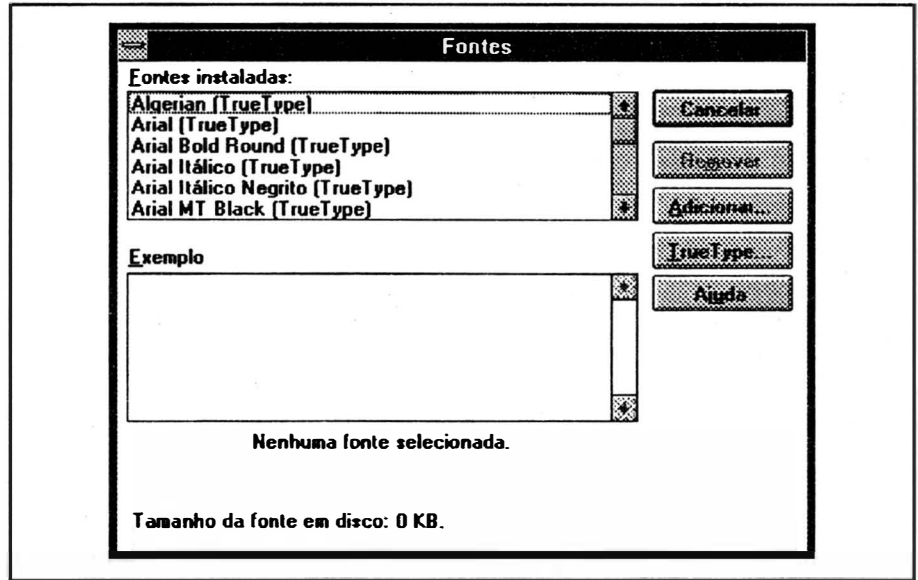 Fontes
Fontes instaladas:
Algerian (TrueType)
Arial (TrueType)
Arial Bold Round (TrueType)
Arial Itálico (TrueType)
Arial Itálico Negrito (TrueType)
Arial MT Black (TrueType)
Cancelar
Remover
Adicionar...
TrueType...
Ajuda
Exemplo
Nenhuma fonte selecionada.
Tamanho da fonte em disco: 0 KB.